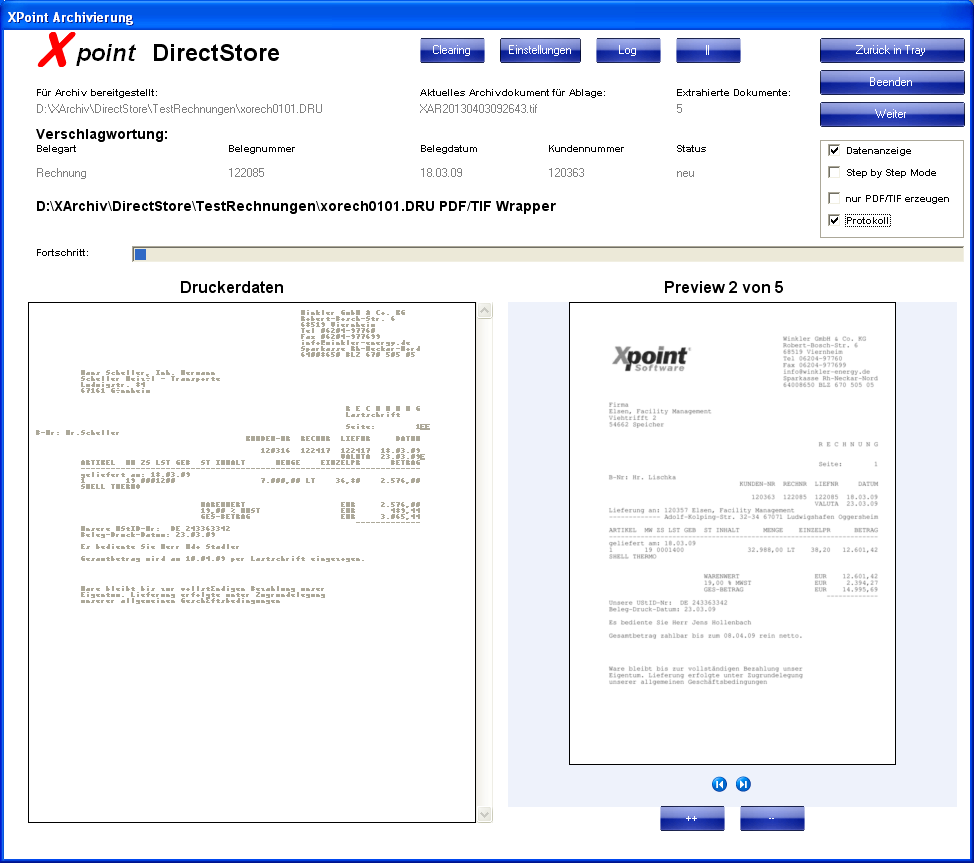 XPoint Archivierung
Xpoint DirectStore
Clearing Einstellungen Log || Zurück in Tray
Beenden
Weiter
Für Archiv bereitgestellt: Aktuelles Archivdokument für Ablage: Extrahierte Dokumente:
D:\XArchiv\DirectStore\TestRechnungen\xorech0101.DRU XAR20130403092643.tif 5
Verschlagwortung:
Belegart Belegnummer Belegdatum Kundennummer Status
Rechnung 122085 18.03.09 120363 neu
Datenanzeige
Step by Step Mode
nur PDF/TIF erzeugen
Protokoll
D:\XArchiv\DirectStore\TestRechnungen\xorech0101.DRU PDF/TIF Wrapper
Fortschritt:
Druckerdaten
Winkler GmbH & Co. KG
Robert-Bosch-Str. 6
68519 Viernheim
Tel 06204-97760
Fax 06204-977699
info@winkler-energy.de
Sparkasse Rh-Neckar-Nord
64008650 BLZ 670 505 05
Hans Scheller, Inh. Hermann
Scheller Heizöl - Transporte
Ludwigstr. 84
67161 Gönnheim
R E C H N U N G
Lastschrift
Seite: 1EE
B-Nr: Hr.Scheller
KUNDEN-NR RECHNR LIEFNR DATUM
120316 122417 122417 18.03.09
VALUTA 23.03.09E
ARTIKEL MW ZS LST GEB ST INHALT MENGE EINZELPR BETRAG
geliefert am: 18.03.09
1 19 0001200 7.000,00 LT 36,80 2.576,00
SHELL THERMO
WARENWERT EUR 2.576,00
19,00 % MWST EUR 489,44
GES-BETRAG EUR 3.065,44
Unsere UStID-Nr: DE 243363342
Beleg-Druck-Datum: 23.03.09
Es bediente Sie Herr Udo Stadler
Gesamtbetrag wird am 10.04.09 per Lastschrift eingezogen.
Ware bleibt bis zur vollständigen Bezahlung unser
Eigentum. Lieferung erfolgte unter Zugrundelegung
unserer allgemeinen Geschäftsbedingungen
Preview 2 von 5
Xpoint
Software
Winkler GmbH & Co. KG
Robert-Bosch-Str. 6
68519 Viernheim
Tel 06204-97760
Fax 06204-977699
info@winkler-energy.de
Sparkasse Rh-Neckar-Nord
64008650 BLZ 670 505 05
Firma
Eisen, Facility Management
Viehtrifft 2
54662 Speicher
R E C H N U N G
Seite: 1
B-Nr: Hr. Lischka
KUNDEN-NR RECHNR LIEFNR DATUM
120363 122085 122085 18.03.09
VALUTA 23.03.09
Lieferung an: 120357 Eisen, Facility Management
------------- Adolf-Kolping-Str. 32-34 67071 Ludwigshafen Oggersheim
ARTIKEL MW ZS LST GEB ST INHALT MENGE EINZELPR BETRAG
geliefert am: 18.03.09
1 19 0001400 32.988,00 LT 38,20 12.601,42
SHELL THERMO
WARENWERT EUR 12.601,42
19,00 % MWST EUR 2.394,27
GES-BETRAG EUR 14.995,69
Unsere UStID-Nr: DE 243363342
Beleg-Druck-Datum: 23.03.09
Es bediente Sie Herr Jens Hollenbach
Gesamtbetrag zahlbar bis zum 08.04.09 rein netto.
Ware bleibt bis zur vollständigen Bezahlung unser
Eigentum. Lieferung erfolgte unter Zugrundelegung
unserer allgemeinen Geschäftsbedingungen
++ --